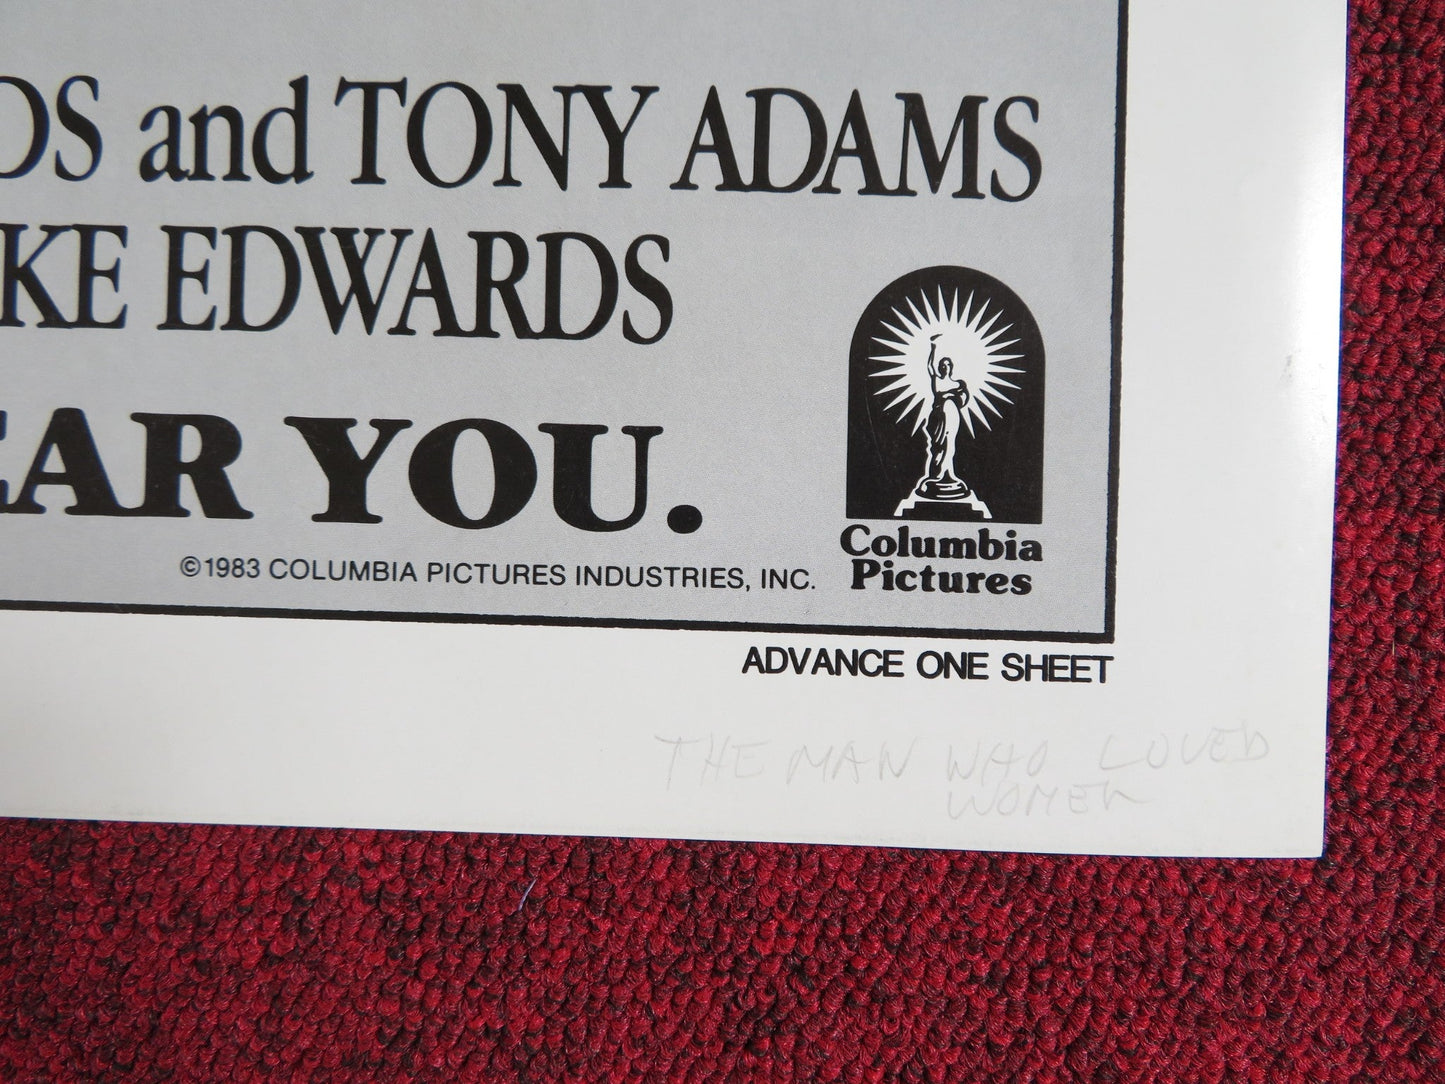 OS and TONY ADAMS
KE EDWARDS
EAR YOU.
©1983 COLUMBIA PICTURES INDUSTRIES, INC.
Columbia
Pictures
ADVANCE ONE SHEET
THE MAN WHO LOVED
WOMEN